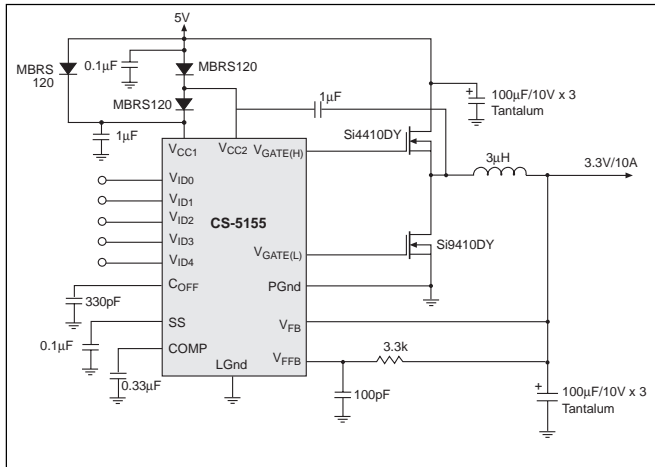 5V
MBRS
120
0.1µF
MBRS120
MBRS120
1µF
1µF
100µF/10V x 3
Tantalum
Si4410DY
3µH
3.3V/10A
VCC1
VCC2
VGATE(H)
VID0
VID1
VID2
VID3
VID4
CS-5155
VGATE(L)
Si9410DY
COFF
PGnd
330pF
SS
VFB
0.1µF
COMP
VFFB
3.3k
LGnd
0.33µF
100pF
100µF/10V x 3
Tantalum